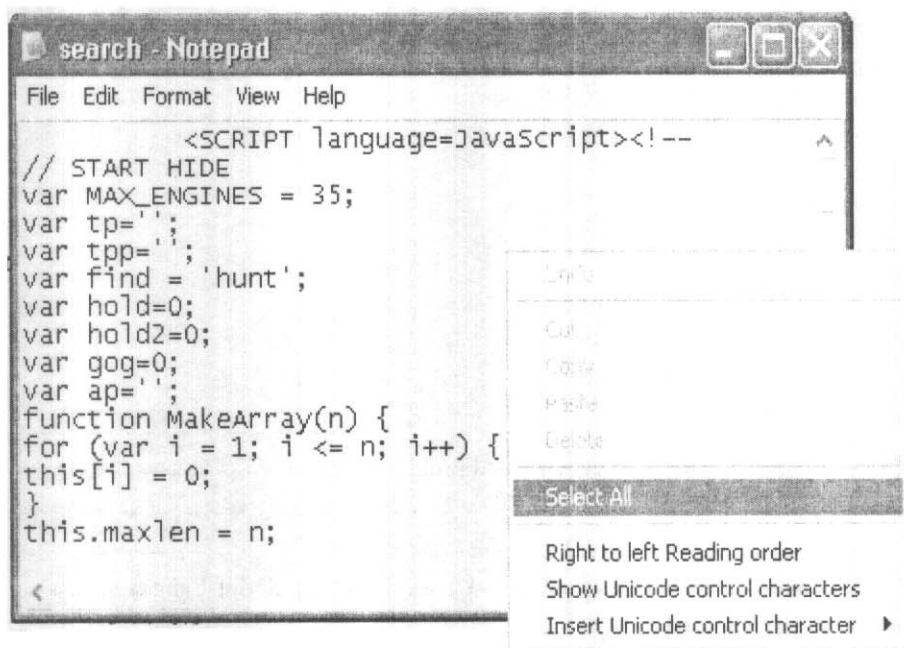 search - Notepad
File Edit Format View Help
<SCRIPT language=JavaScript><!--
// START HIDE
var MAX_ENGINES = 35;
var tp='';
var tpp='';
var find = 'hunt';
var hold=0;
var hold2=0;
var gog=0;
var ap='';
function MakeArray(n) {
for (var i = 1; i <= n; i++) {
this[i] = 0;
}
this.maxlen = n;
Undo
Cut
Copy
Paste
Delete
Select All
Right to left Reading order
Show Unicode control characters
Insert Unicode control character